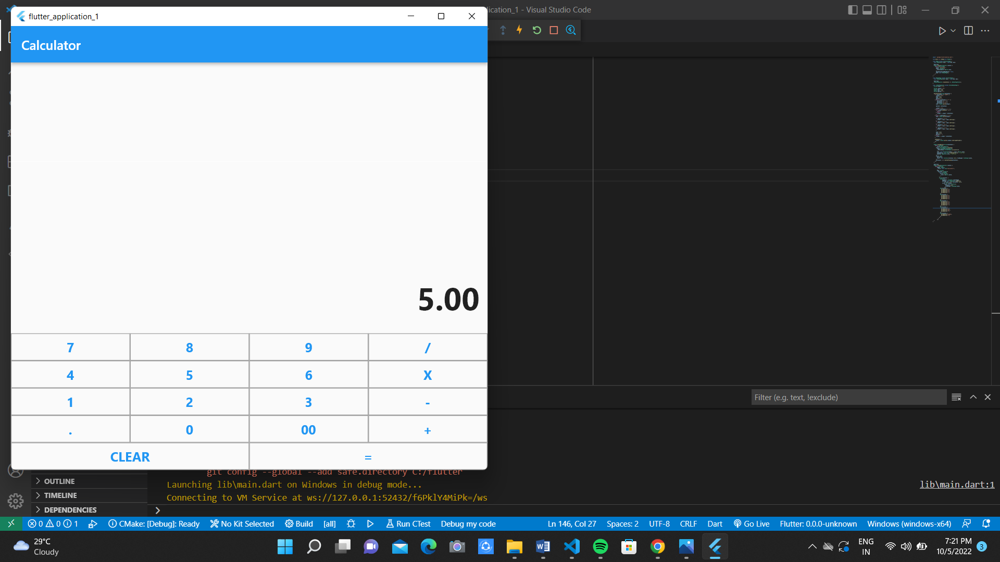 flutter_application_1
lication_1 - Visual Studio Code
Calculator
5.00
7 8 9 /
4 5 6 X
1 2 3 -
. 0 00 +
CLEAR =
Filter (e.g. text, !exclude)
git config --global --add safe.directory C:/flutter
OUTLINE
Launching lib\main.dart on Windows in debug mode...
lib\main.dart:1
TIMELINE
Connecting to VM Service at ws://127.0.0.1:52432/f6PklY4MiPk=/ws
DEPENDENCIES
0 0 1 CMake: [Debug]: Ready No Kit Selected Build [all] Run CTest Debug my code Ln 146, Col 27 Spaces: 2 UTF-8 CRLF Dart Go Live Flutter: 0.0.0-unknown Windows (windows-x64)
29°C
Cloudy
ENG
IN
7:21 PM
10/5/2022
3